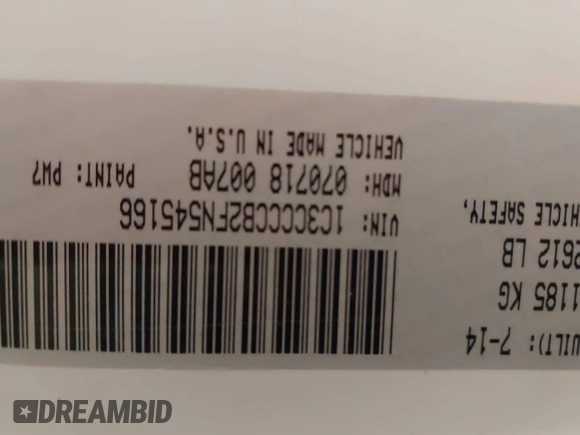 UILT): 7-14
1185 KG
2612 LB
HICLE SAFETY,
VIN: 1C3CCCCB2FN545166
MDH: 070718 007AB PAINT: PW7
VEHICLE MADE IN U.S.A.
DREAMBID